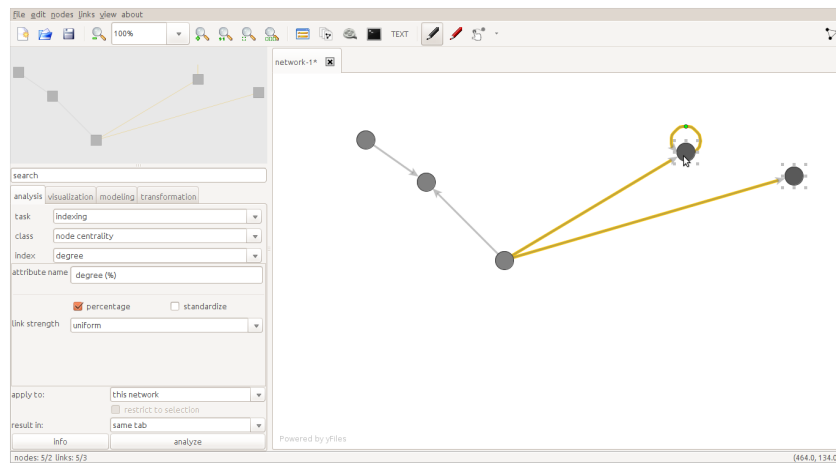 file edit nodes links view about
100% TEXT
network-1*
search
analysis visualization modeling transformation
task indexing
class node centrality
index degree
attribute name degree (%)
percentage standardize
link strength uniform
apply to: this network
restrict to selection
result in: same tab
info analyze
Powered by yFiles
nodes: 5/2 links: 5/3 (464.0, 134.0